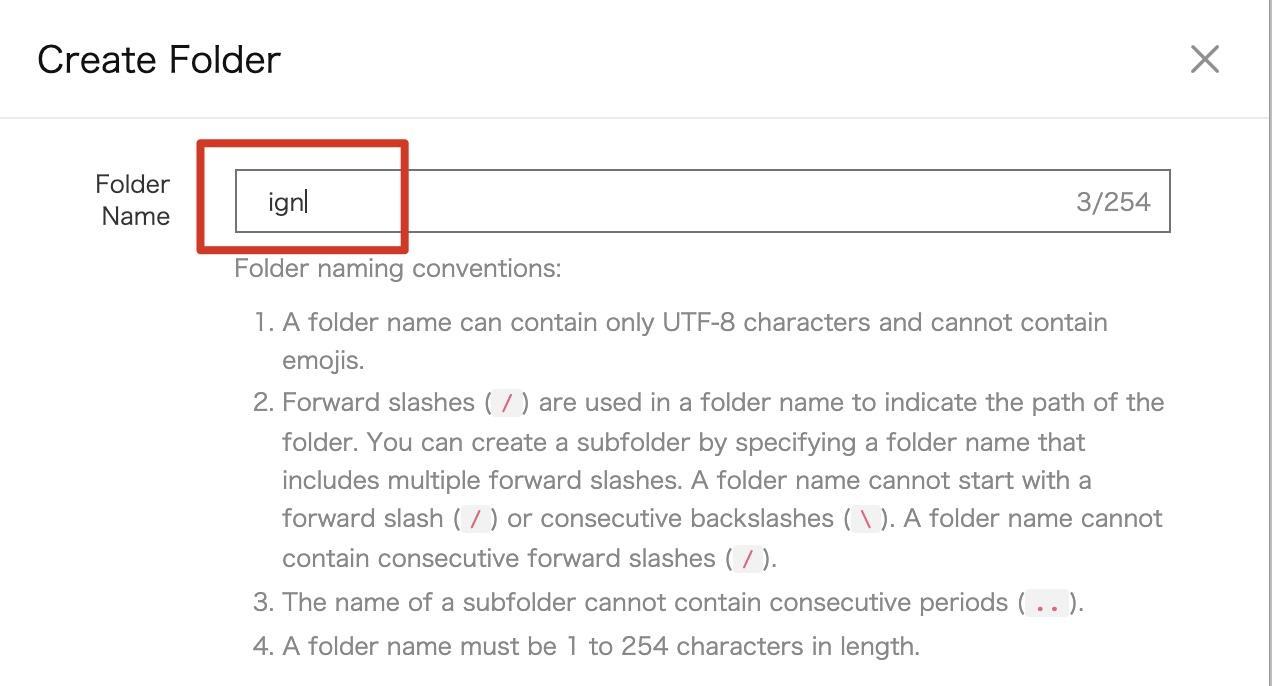 Create Folder
Folder
Name
ign
3/254
Folder naming conventions:
1. A folder name can contain only UTF-8 characters and cannot contain
emojis.
2. Forward slashes ( / ) are used in a folder name to indicate the path of the
folder. You can create a subfolder by specifying a folder name that
includes multiple forward slashes. A folder name cannot start with a
forward slash ( / ) or consecutive backslashes ( \ ). A folder name cannot
contain consecutive forward slashes ( / ).
3. The name of a subfolder cannot contain consecutive periods ( .. ).
4. A folder name must be 1 to 254 characters in length.